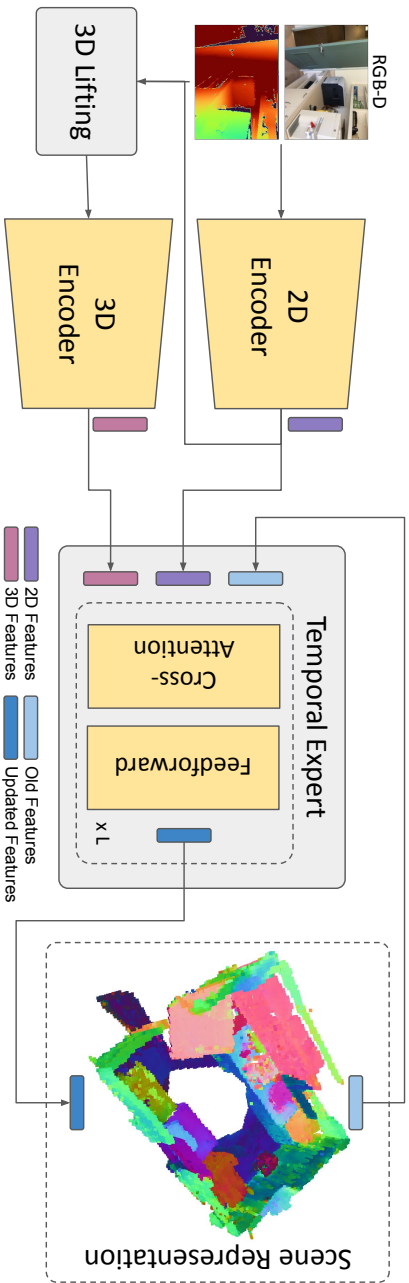 RGB-D
2D
Encoder
3D Lifting
3D
Encoder
Temporal Expert
Cross-
Attention
Feedforward
x L
Scene Representation
2D Features
3D Features
Old Features
Updated Features